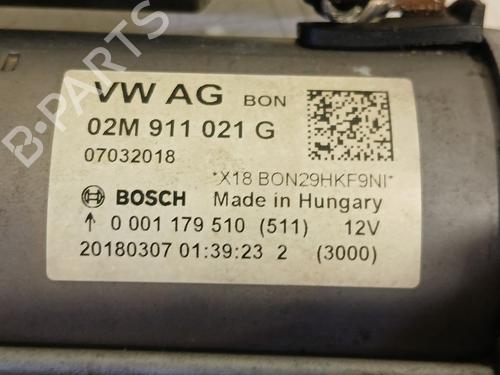 B-PARTS
VW AG BON
02M 911 021 G
07032018
*X18 BON29HKF9NI*
BOSCH Made in Hungary
↑ 0 001 179 510 (511) 12V
20180307 01:39:23 2 (3000)